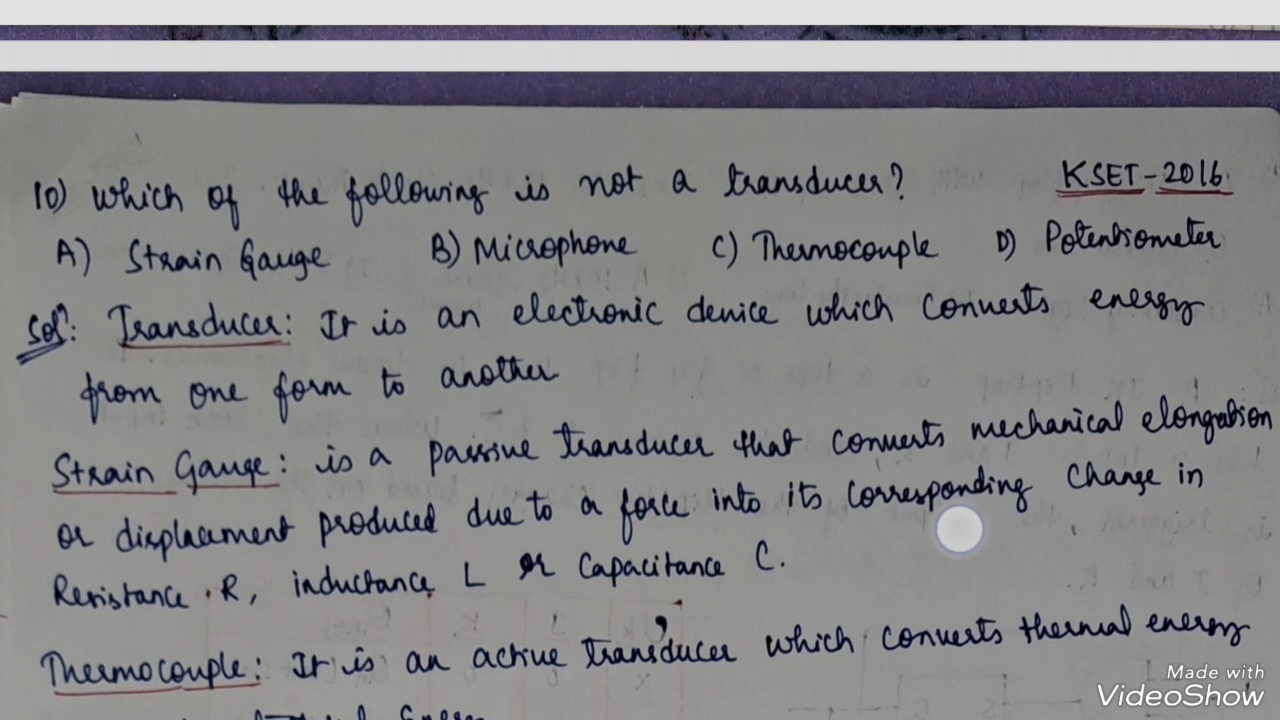 10) Which of the following is not a transducer? KSET-2016
A) Strain Gauge B) Microphone C) Thermocouple D) Potentiometer
Solⁿ: Transducer: It is an electronic device which converts energy
from one form to another
Strain Gauge: is a passive transducer that converts mechanical elongation
or displacement produced due to a force into its corresponding change in
Resistance R, inductance L or Capacitance C.
Thermocouple: It is an active transducer which converts thermal energy
Made with
VideoShow